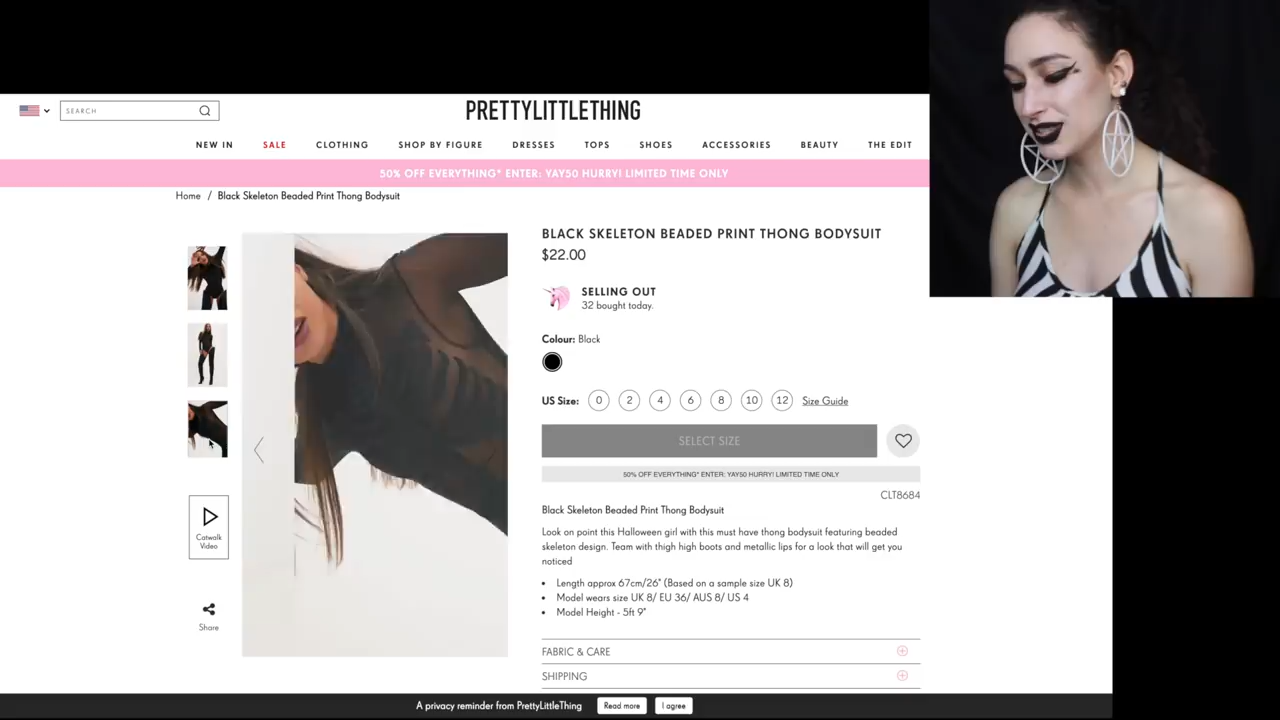 SEARCH
PRETTYLITTLETHING
NEW IN SALE CLOTHING SHOP BY FIGURE DRESSES TOPS SHOES ACCESSORIES BEAUTY THE EDIT
50% OFF EVERYTHING* ENTER: YAY50 HURRY! LIMITED TIME ONLY
Home / Black Skeleton Beaded Print Thong Bodysuit
BLACK SKELETON BEADED PRINT THONG BODYSUIT
$22.00
SELLING OUT
32 bought today.
Colour: Black
US Size: 0 2 4 6 8 10 12 Size Guide
SELECT SIZE
50% OFF EVERYTHING* ENTER: YAY50 HURRY! LIMITED TIME ONLY
CLT8684
Black Skeleton Beaded Print Thong Bodysuit
Look on point this Halloween girl with this must have thong bodysuit featuring beaded
skeleton design. Team with thigh high boots and metallic lips for a look that will get you
noticed
• Length approx 67cm/26" (Based on a sample size UK 8)
• Model wears size UK 8/ EU 36/ AUS 8/ US 4
• Model Height - 5ft 9"
FABRIC & CARE
SHIPPING
Catwalk
Video
Share
A privacy reminder from PrettyLittleThing Read more I agree